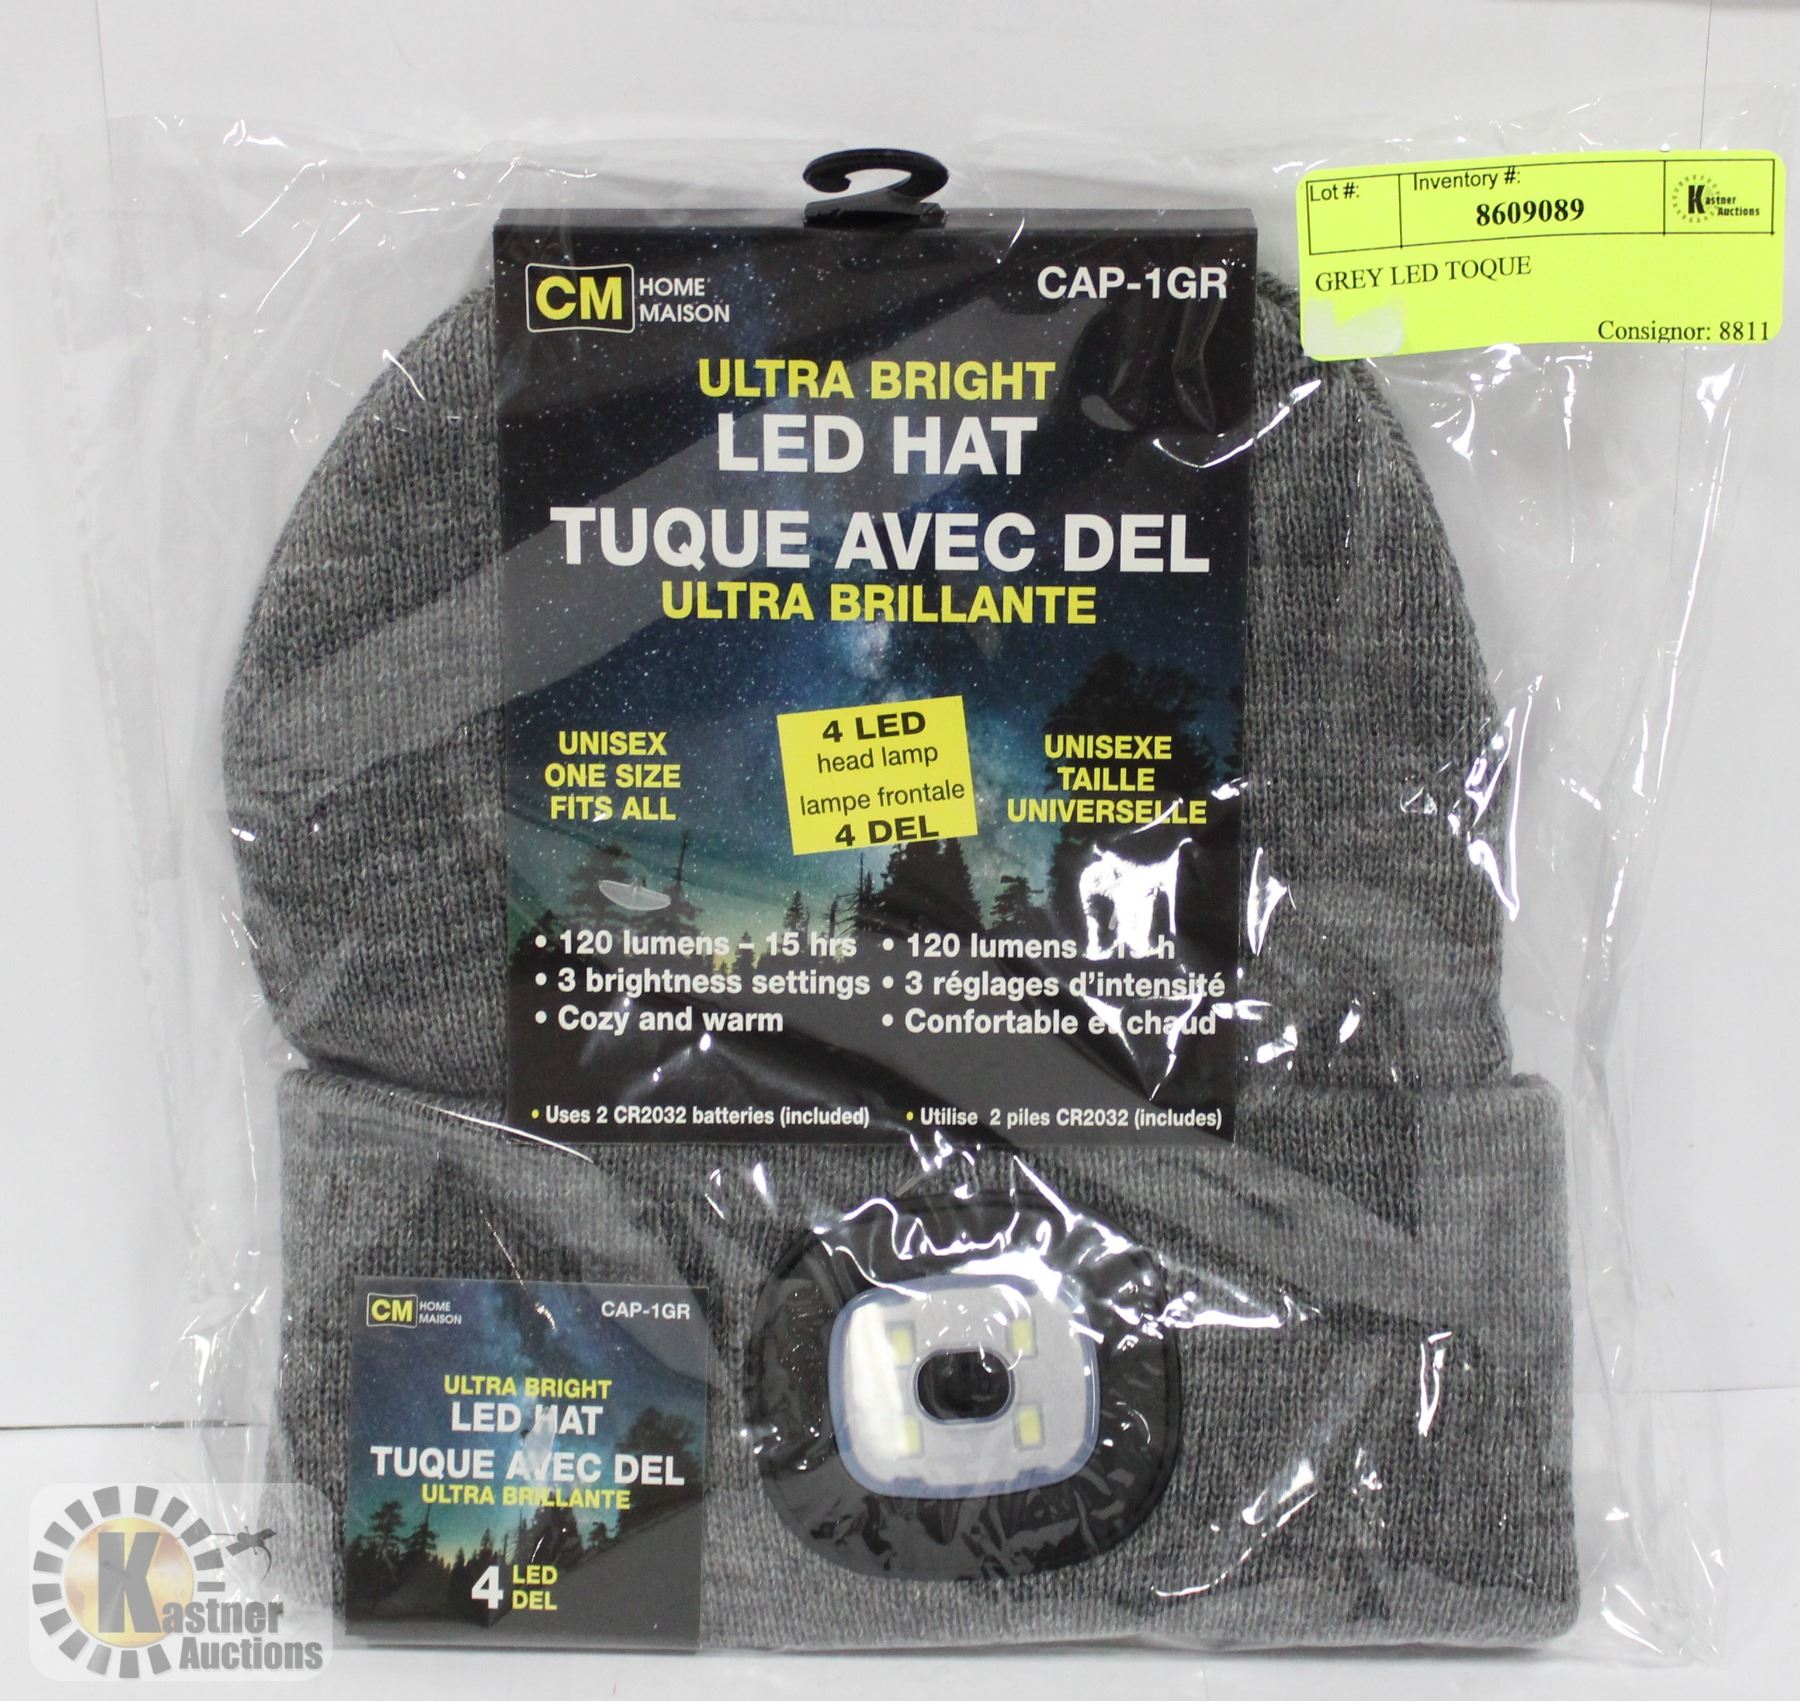 Lot #:
Inventory #:
8609089
Kastner
Auctions
GREY LED TOQUE
Consignor: 8811
CM HOME
MAISON
CAP-1GR
ULTRA BRIGHT
LED HAT
TUQUE AVEC DEL
ULTRA BRILLANTE
UNISEX
ONE SIZE
FITS ALL
4 LED
head lamp
lampe frontale
4 DEL
UNISEXE
TAILLE
UNIVERSELLE
• 120 lumens – 15 hrs
• 3 brightness settings
• Cozy and warm
• 120 lumens – 15 h
• 3 réglages d'intensité
• Confortable et chaud
• Uses 2 CR2032 batteries (included)
• Utilise 2 piles CR2032 (includes)
CM HOME
MAISON
CAP-1GR
ULTRA BRIGHT
LED HAT
TUQUE AVEC DEL
ULTRA BRILLANTE
4 LED
DEL
Kastner
Auctions